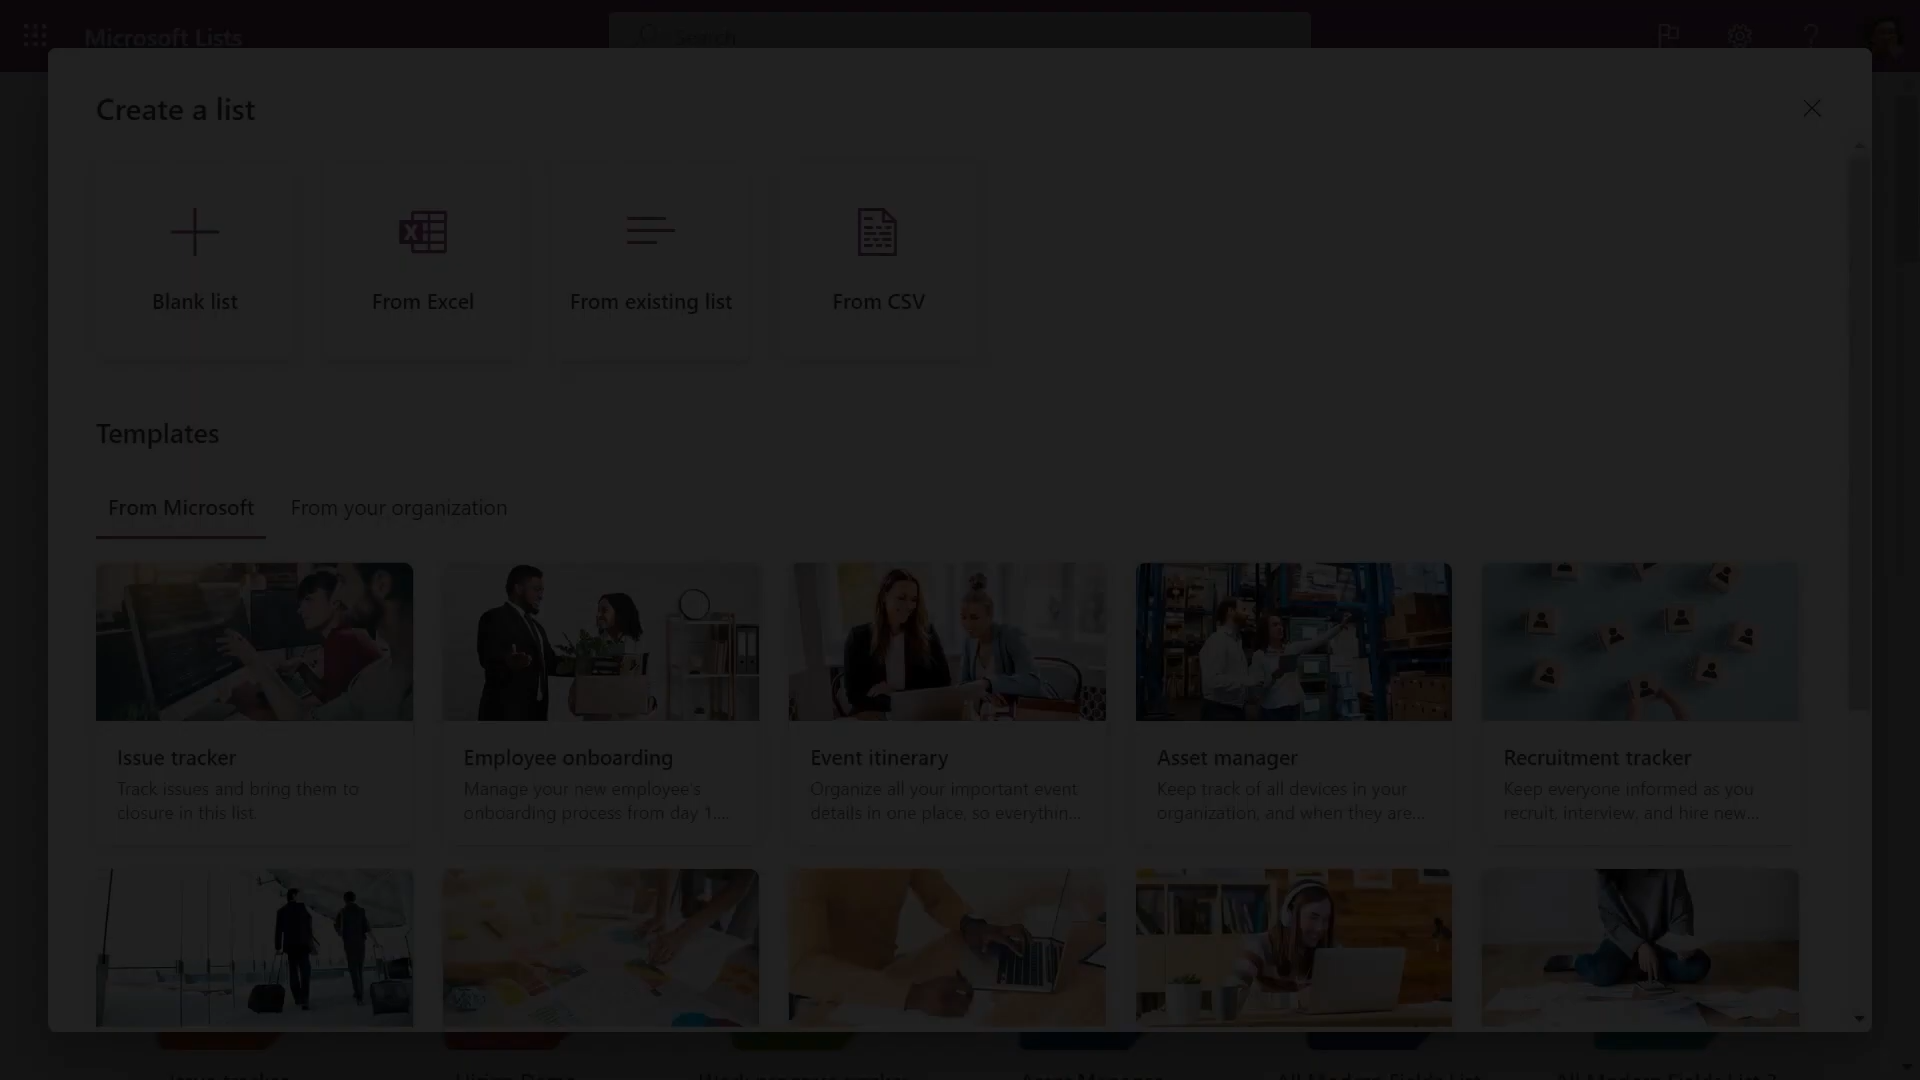 Microsoft Lists
Search
Create a list
Blank list
From Excel
From existing list
From CSV
Templates
From Microsoft
From your organization
Issue tracker
Track issues and bring them to
closure in this list.
Employee onboarding
Manage your new employee's
onboarding process from day 1...
Event itinerary
Organize all your important event
details in one place, so everythin...
Asset manager
Keep track of all devices in your
organization, and when they are...
Recruitment tracker
Keep everyone informed as you
recruit, interview, and hire new...